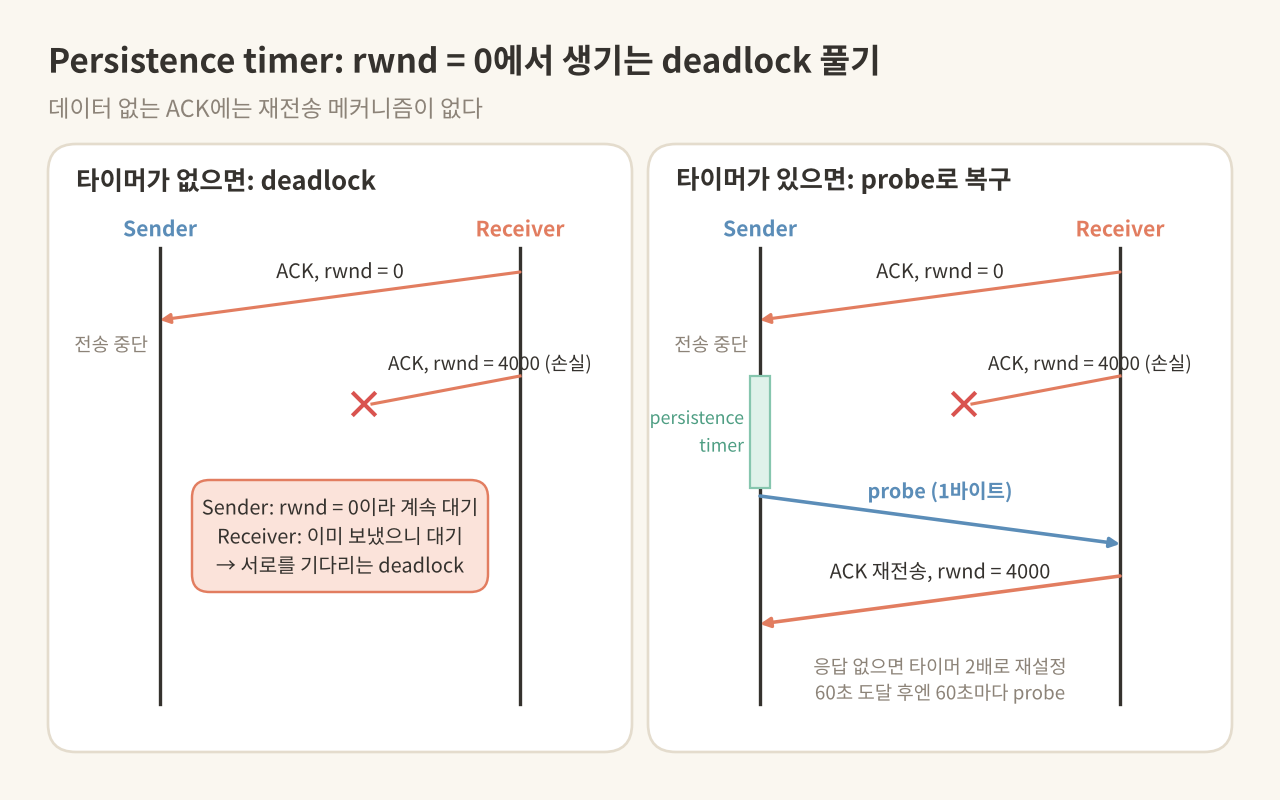 Persistence timer: rwnd = 0에서 생기는 deadlock 풀기
데이터 없는 ACK에는 재전송 메커니즘이 없다
타이머가 없으면: deadlock
Sender
Receiver
ACK, rwnd = 0
전송 중단
ACK, rwnd = 4000 (손실)
Sender: rwnd = 0이라 계속 대기
Receiver: 이미 보냈으니 대기
→ 서로를 기다리는 deadlock
타이머가 있으면: probe로 복구
Sender
Receiver
ACK, rwnd = 0
전송 중단
ACK, rwnd = 4000 (손실)
persistence
timer
probe (1바이트)
ACK 재전송, rwnd = 4000
응답 없으면 타이머 2배로 재설정
60초 도달 후엔 60초마다 probe